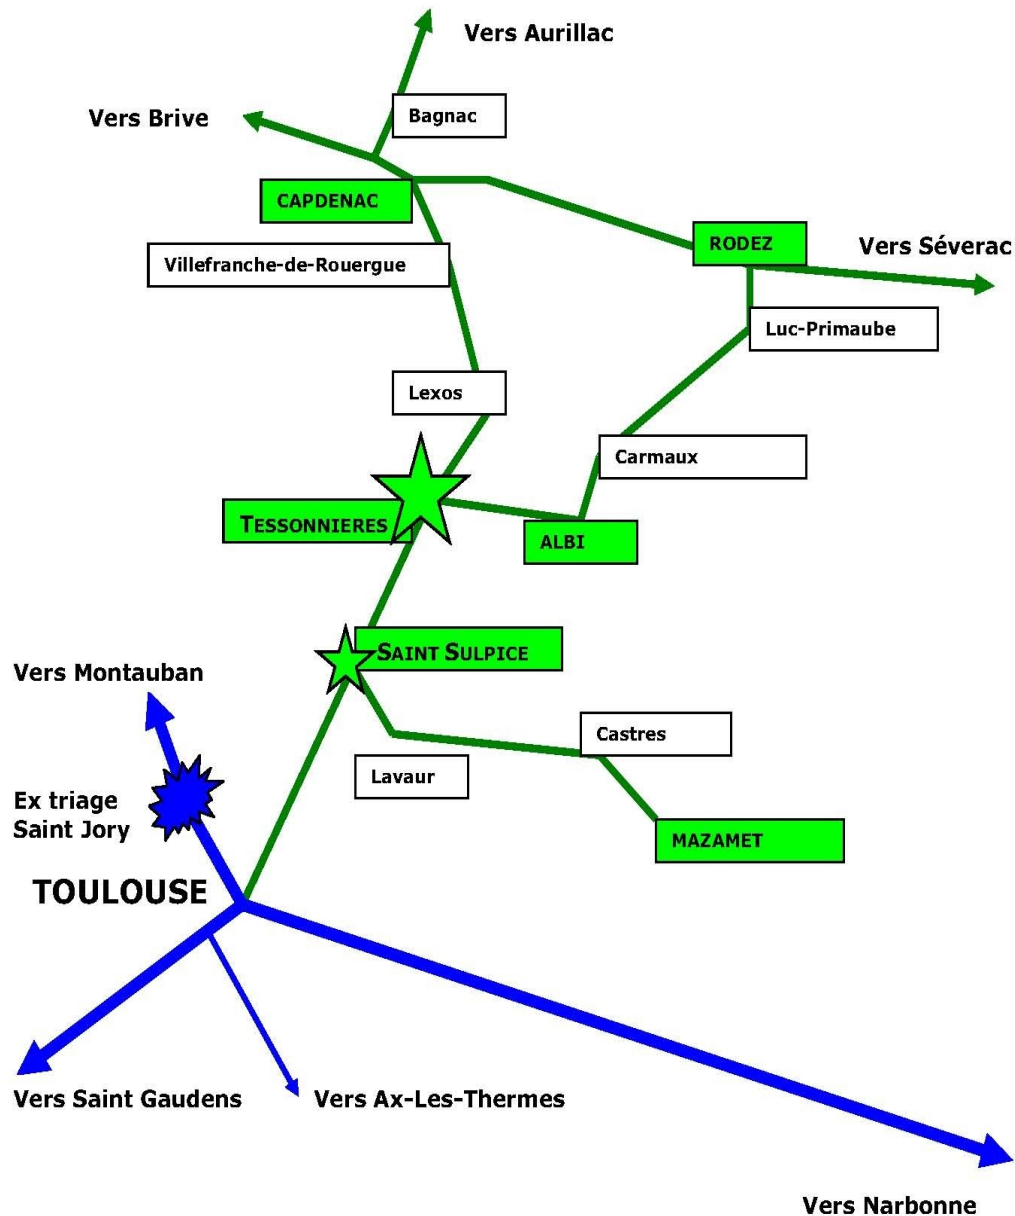 Vers Aurillac
Bagnac
Vers Brive
CAPDENAC
RODEZ
Vers Séverac
Villefranche-de-Rouergue
Luc-Primaube
Lexos
Carmaux
TESSONNIERES
ALBI
SAINT SULPICE
Vers Montauban
Castres
Lavaur
Ex triage
Saint Jory
MAZAMET
TOULOUSE
Vers Saint Gaudens
Vers Ax-Les-Thermes
Vers Narbonne